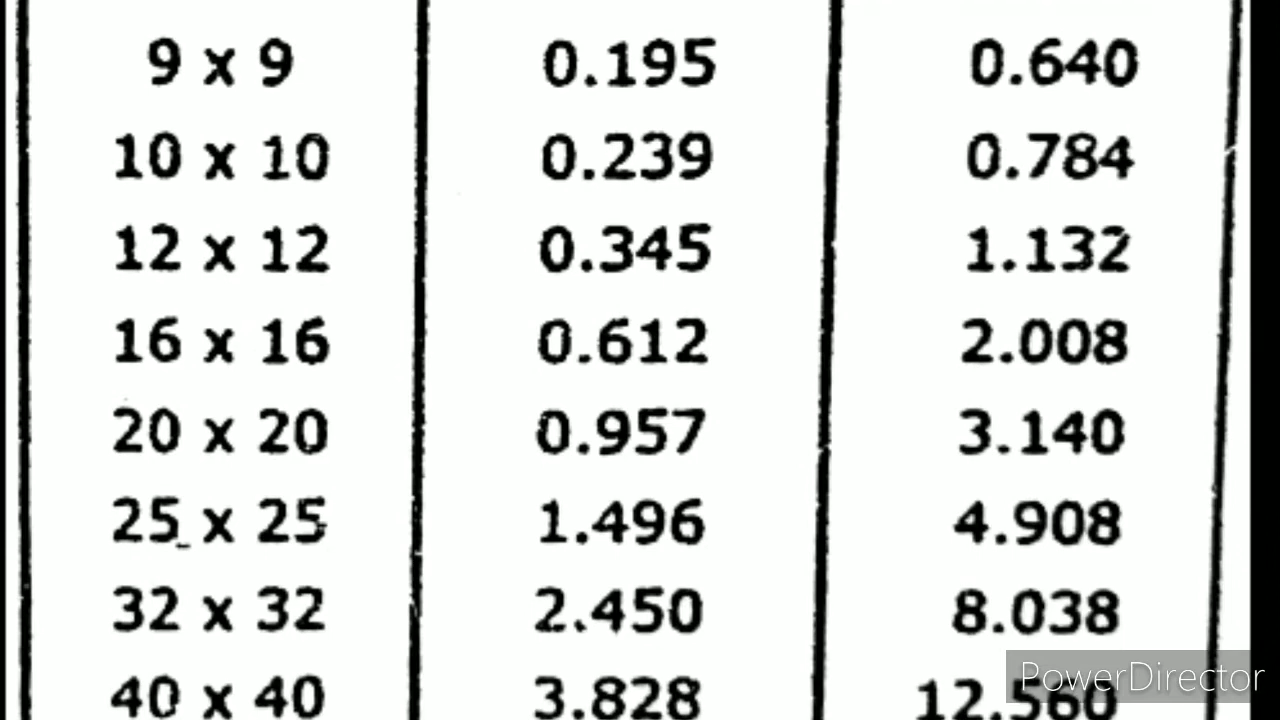 9 x 9 0.195 0.640
10 x 10 0.239 0.784
12 x 12 0.345 1.132
16 x 16 0.612 2.008
20 x 20 0.957 3.140
25 x 25 1.496 4.908
32 x 32 2.450 8.038
40 x 40 3.828 12.560
PowerDirector